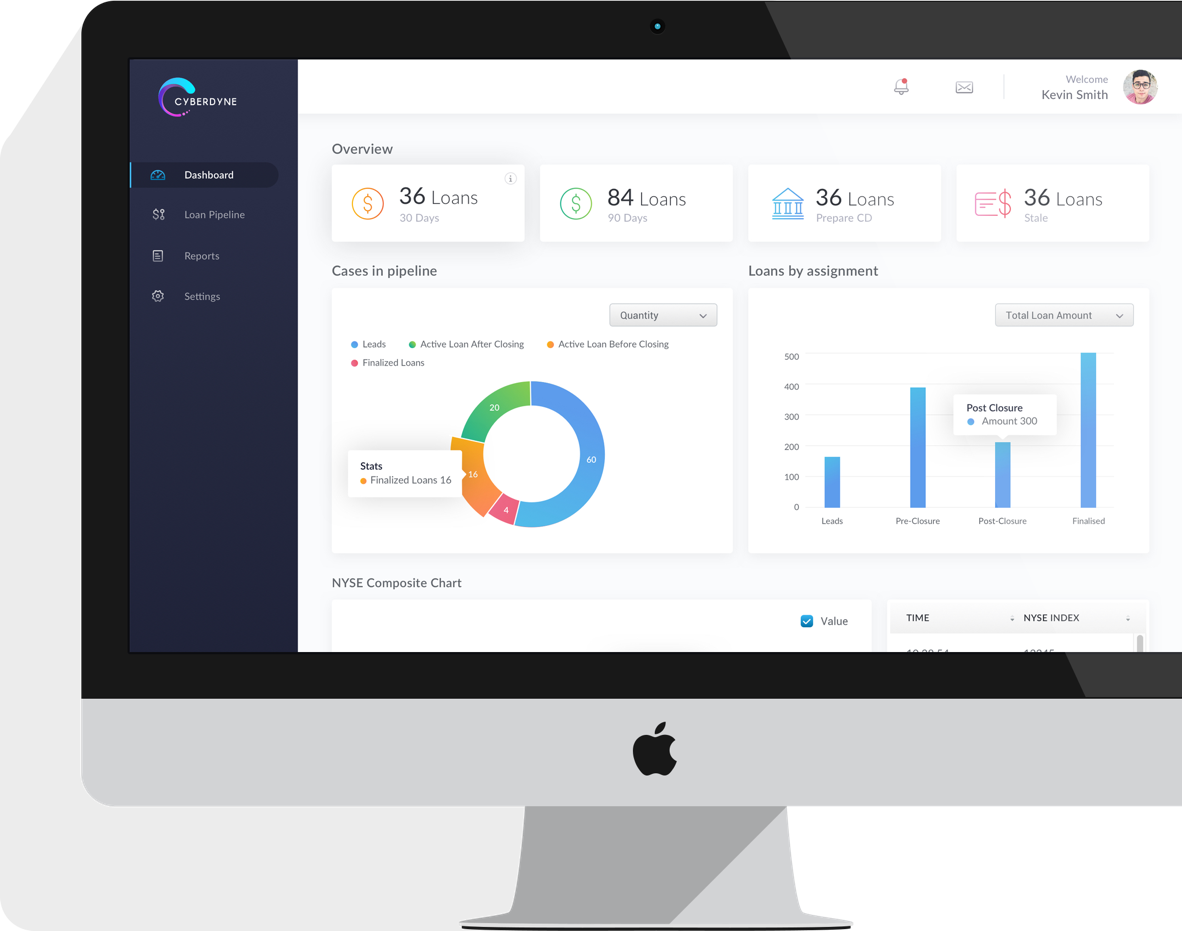 CYBERDYNE
Welcome
Kevin Smith
Dashboard
Loan Pipeline
Reports
Settings
Overview
36 Loans
30 Days
84 Loans
90 Days
36 Loans
Prepare CD
36 Loans
Stale
Cases in pipeline
Quantity
Leads
Active Loan After Closing
Active Loan Before Closing
Finalized Loans
20
60
16
4
Stats
Finalized Loans 16
Loans by assignment
Total Loan Amount
500
400
300
200
100
0
Post Closure
Amount 300
Leads
Pre-Closure
Post-Closure
Finalised
NYSE Composite Chart
Value
TIME
NYSE INDEX